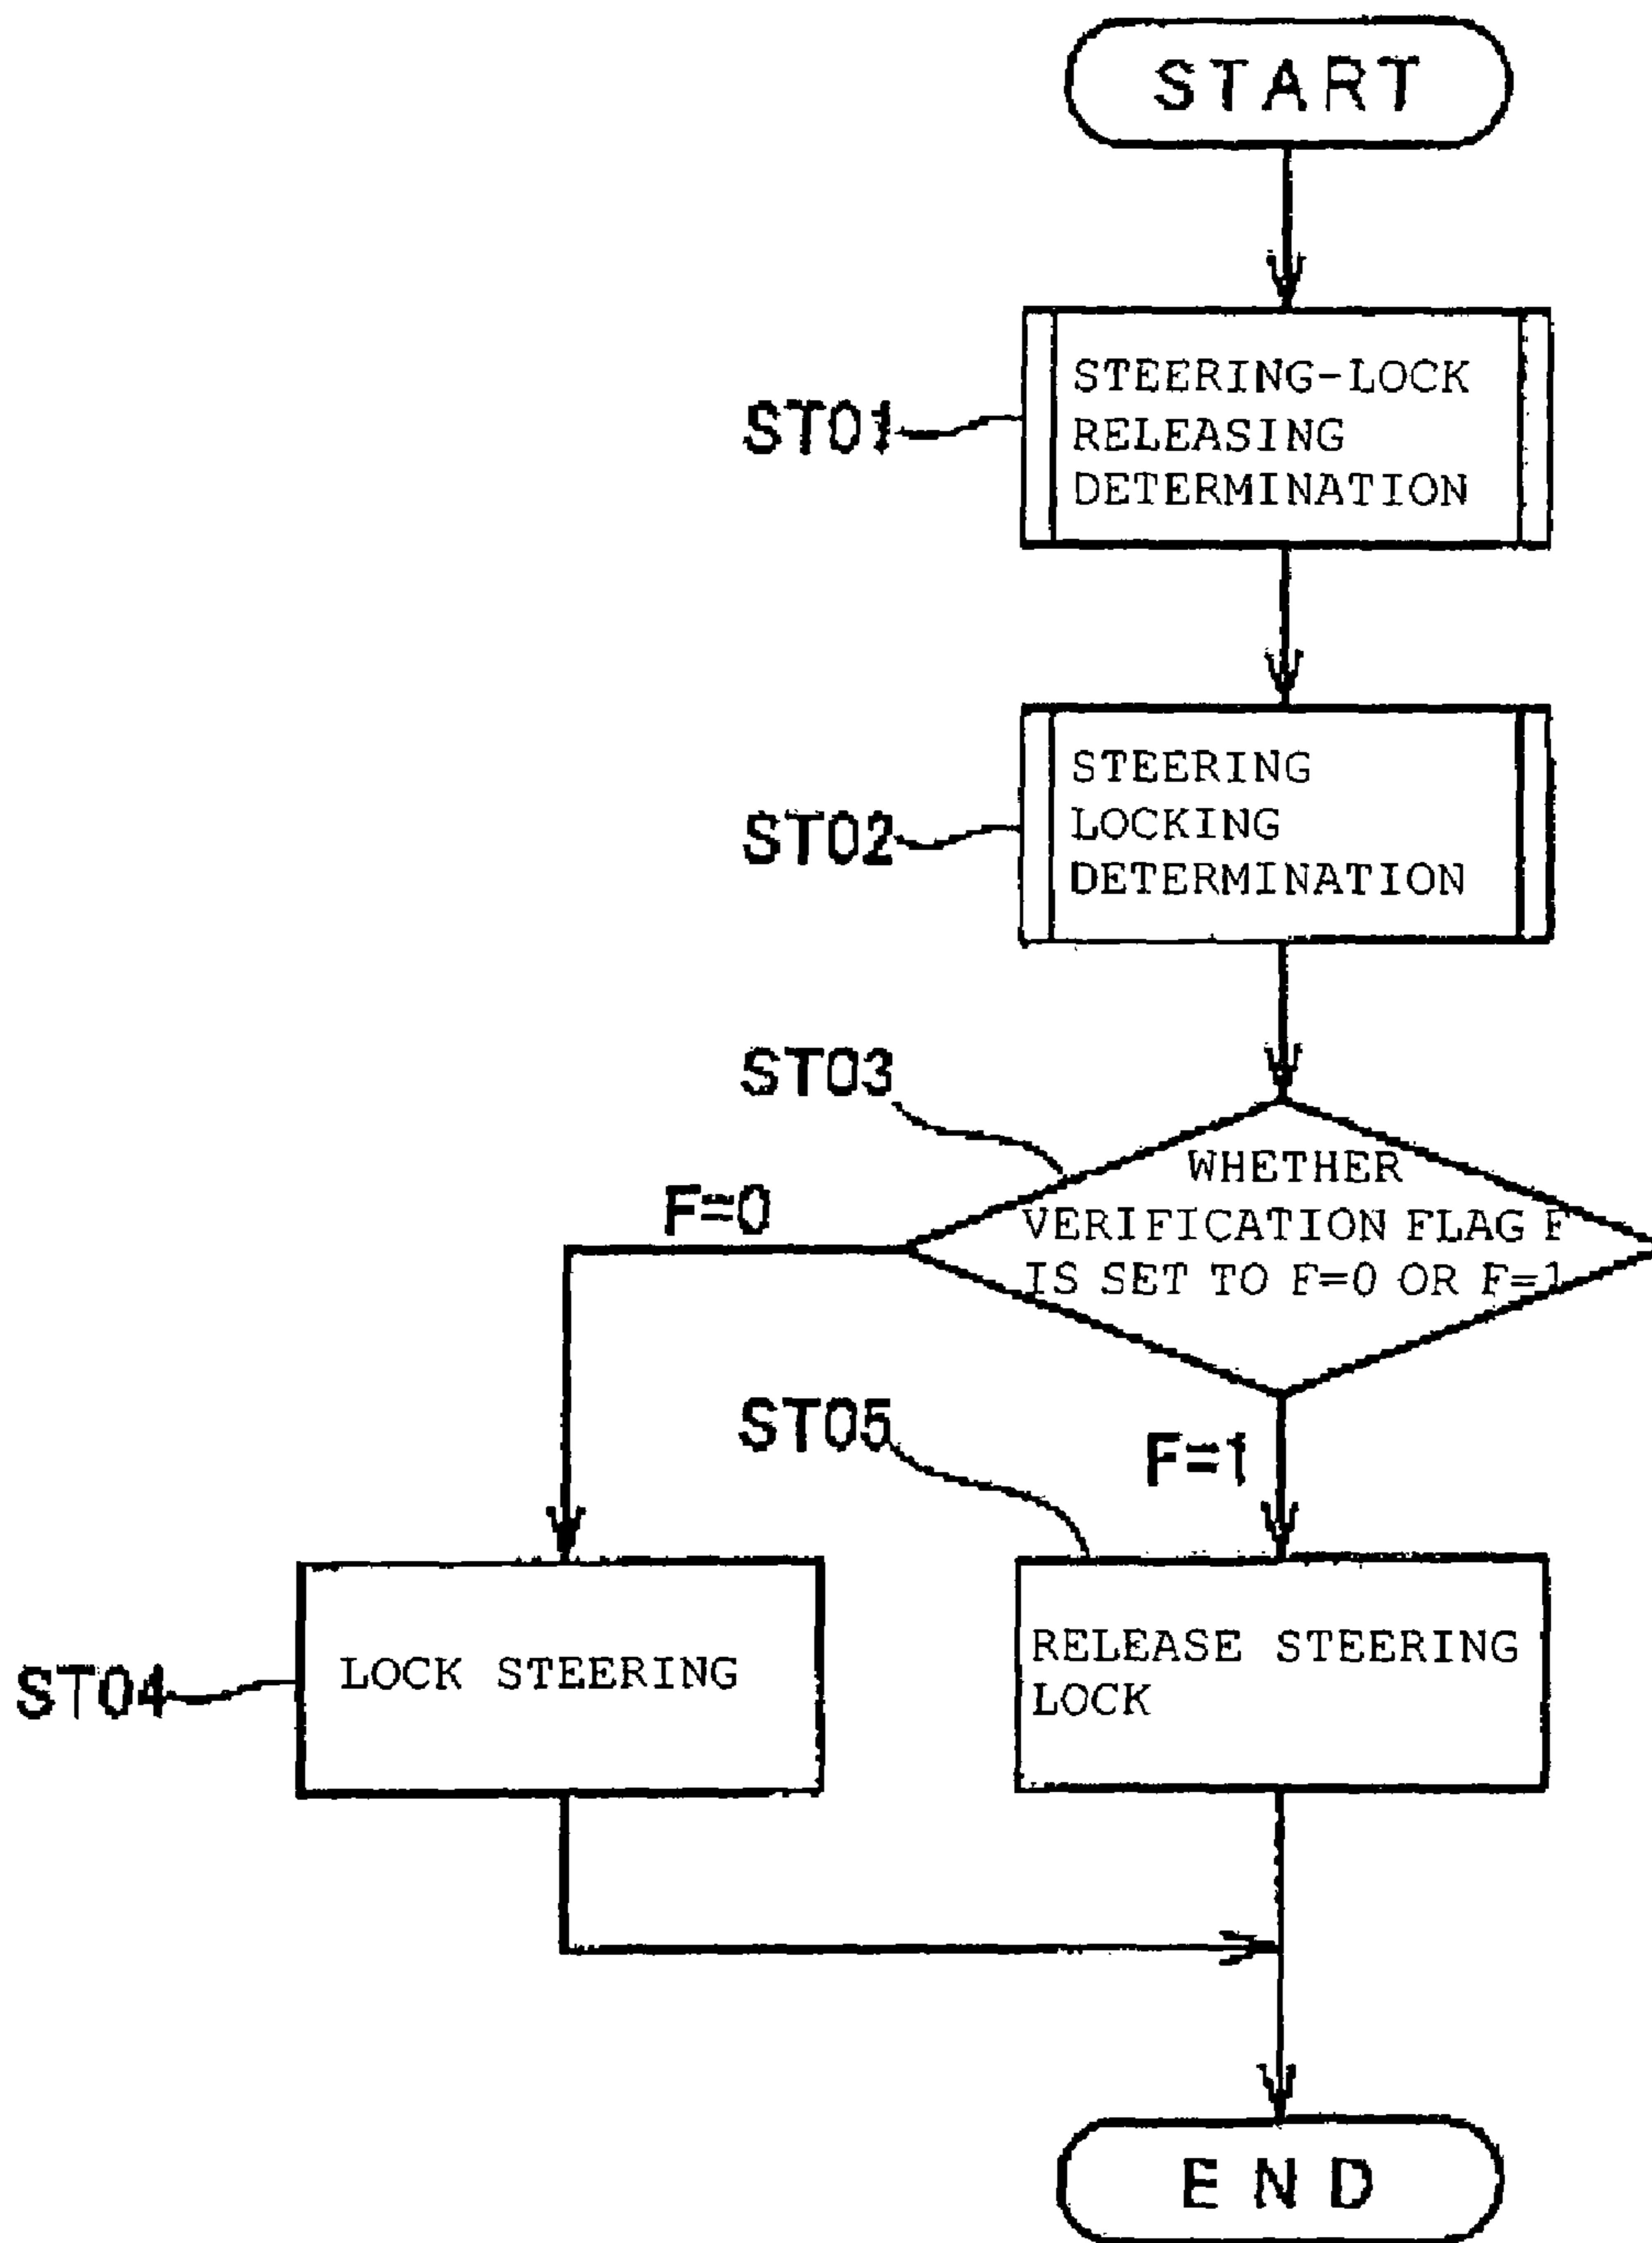 START
ST01
STEERING-LOCK
RELEASING
DETERMINATION
ST02
STEERING
LOCKING
DETERMINATION
ST03
WHETHER
VERIFICATION FLAG F
IS SET TO F=0 OR F=1
F=0
F=1
ST05
ST04
LOCK STEERING
RELEASE STEERING
LOCK
END